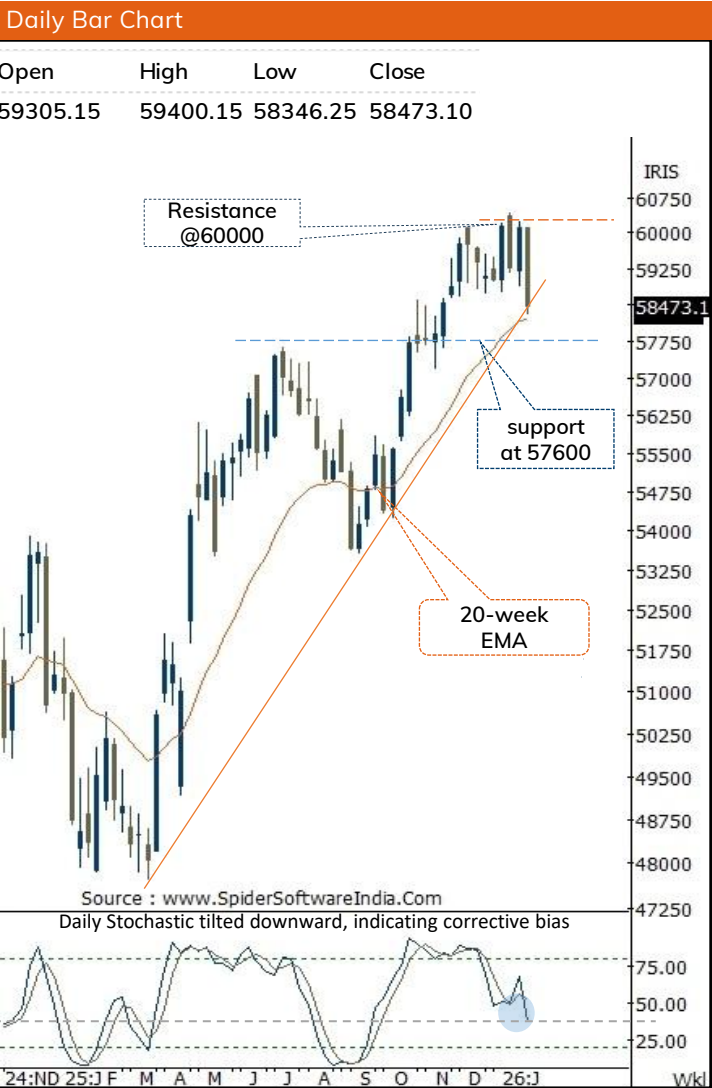 Daily Bar Chart
Open High Low Close
59305.15 59400.15 58346.25 58473.10
IRIS
60750
Resistance
@60000
60000
59250
58473.1
57750
57000
56250
support
at 57600
55500
54750
54000
53250
20-week
EMA
52500
51750
51000
50250
49500
48750
48000
Source : www.SpiderSoftwareIndia.Com
47250
Daily Stochastic tilted downward, indicating corrective bias
75.00
50.00
25.00
24:ND 25:J F M A M J J A S O N D 26:J Wkl